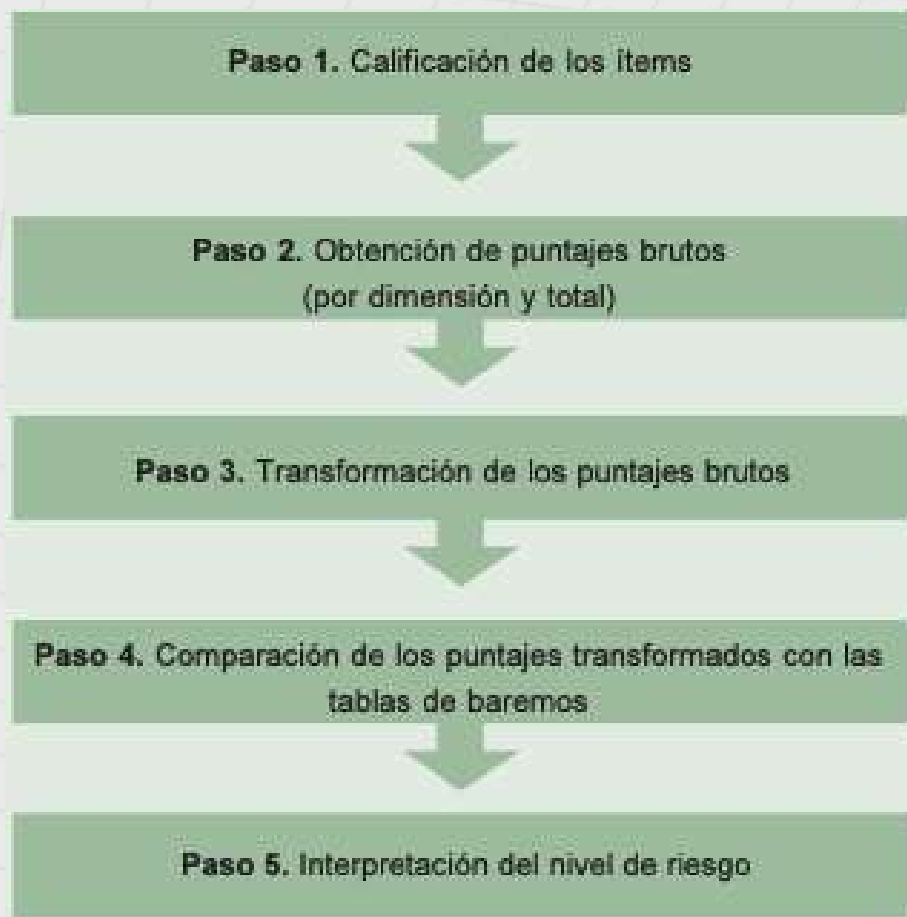 Paso 1. Calificación de los ítems
Paso 2. Obtención de puntajes brutos
(por dimensión y total)
Paso 3. Transformación de los puntajes brutos
Paso 4. Comparación de los puntajes transformados con las
tablas de baremos
Paso 5. Interpretación del nivel de riesgo